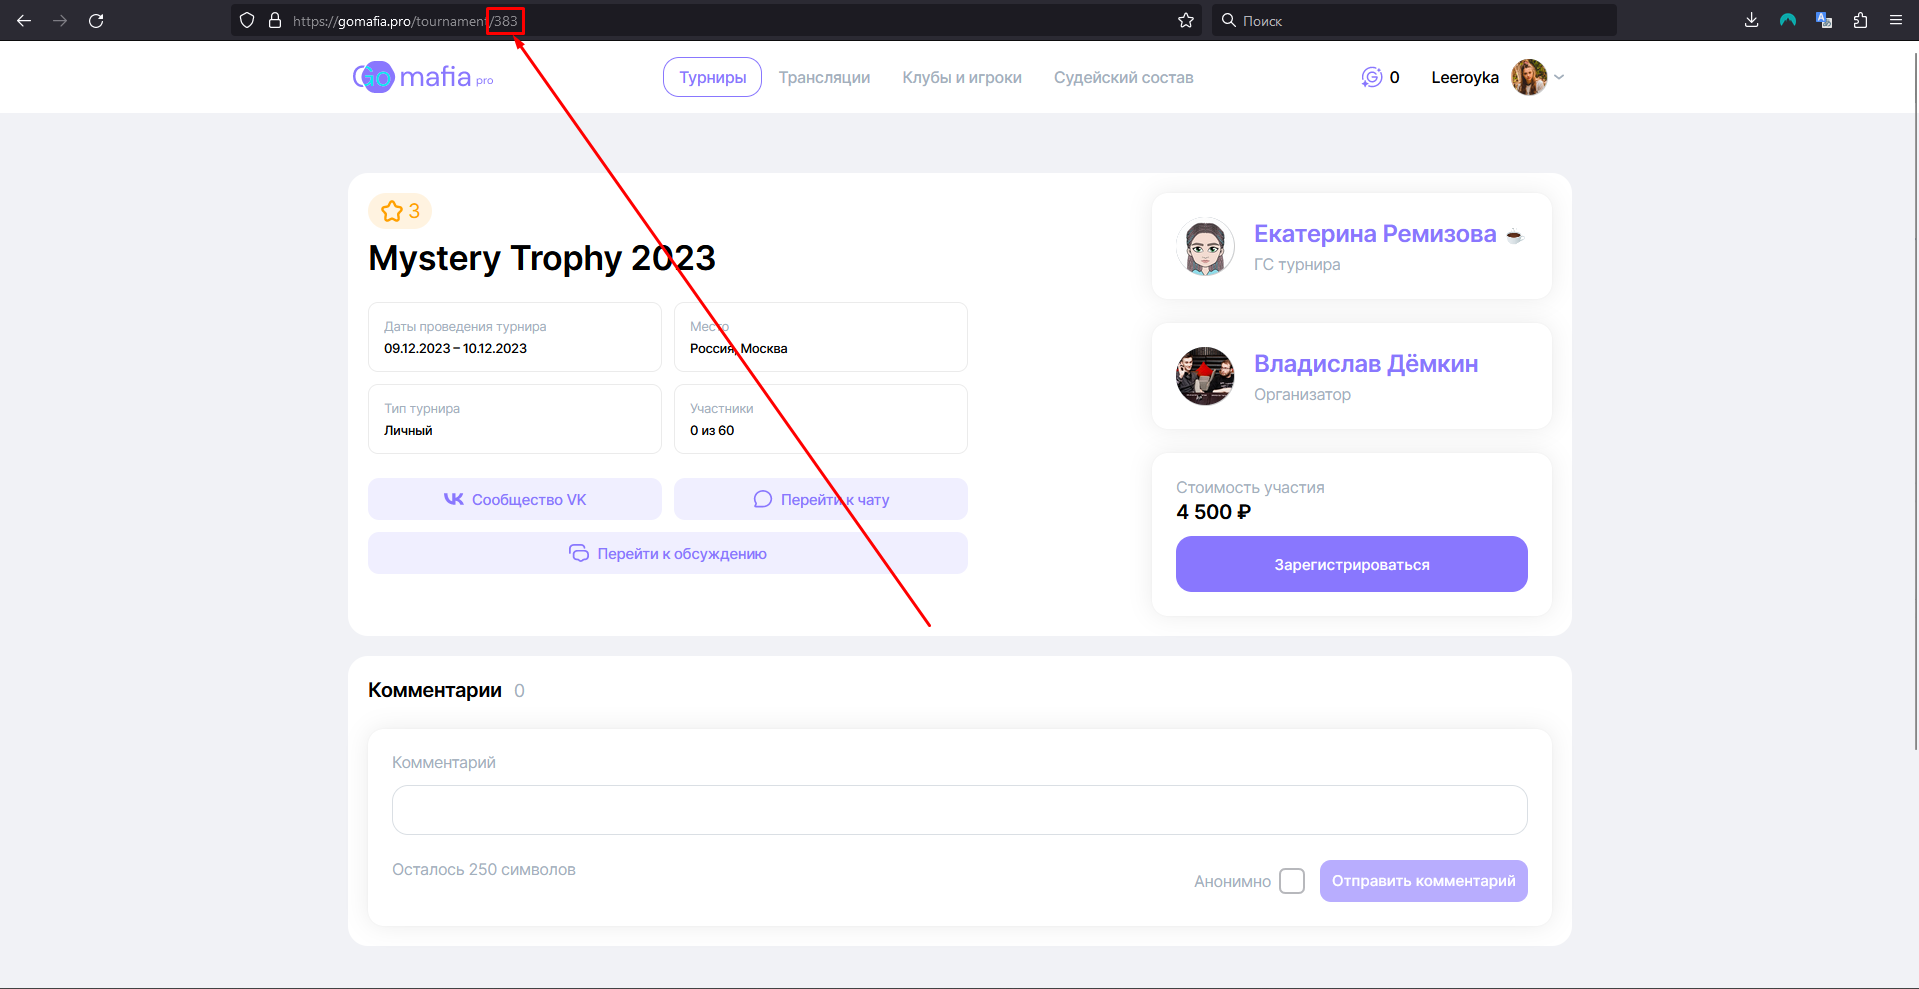 https://gomafia.pro/tournament/383
Поиск
Go mafia pro
Турниры
Трансляции
Клубы и игроки
Судейский состав
0
Leeroyka
3
Mystery Trophy 2023
Даты проведения турнира
09.12.2023 – 10.12.2023
Место
Россия, Москва
Тип турнира
Личный
Участники
0 из 60
Сообщество VK
Перейти к чату
Перейти к обсуждению
Екатерина Ремизова
ГС турнира
Владислав Дёмкин
Организатор
Стоимость участия
4 500 ₽
Зарегистрироваться
Комментарии 0
Комментарий
Осталось 250 символов
Анонимно
Отправить комментарий